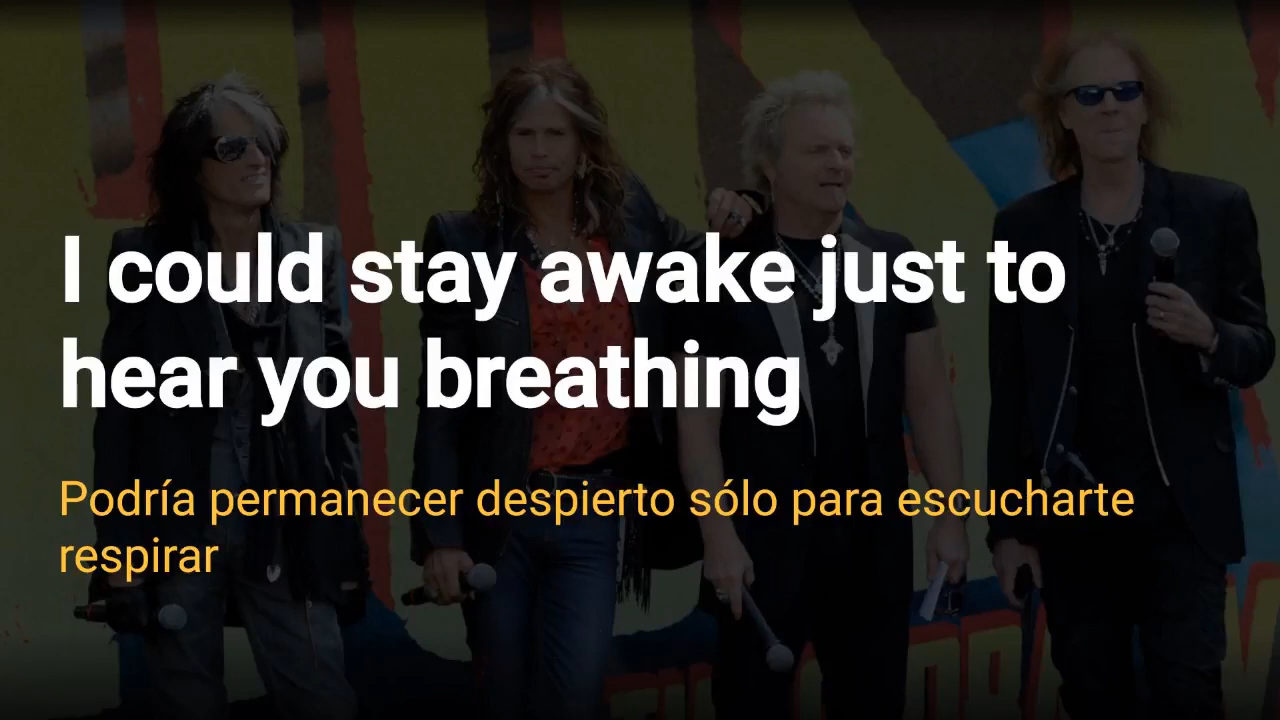 I could stay awake just to
hear you breathing
Podría permanecer despierto sólo para escucharte
respirar